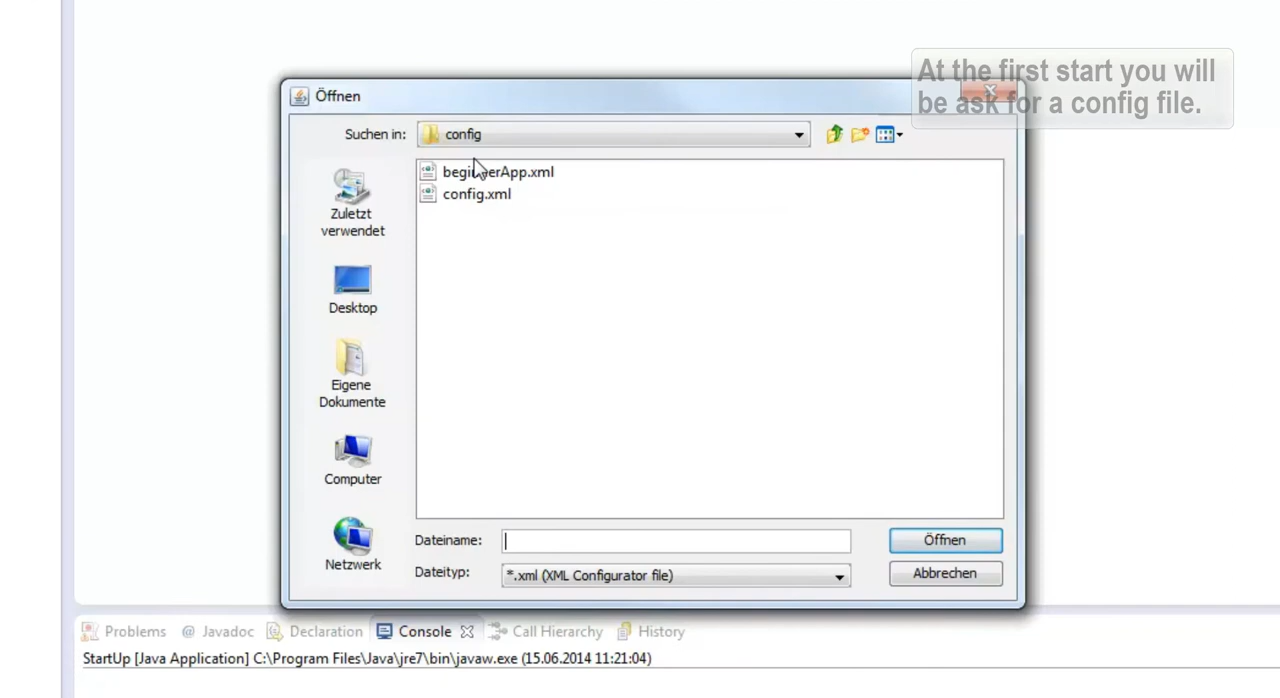 At the first start you will
be ask for a config file.
Öffnen
Suchen in:
config
beginnerApp.xml
config.xml
Zuletzt
verwendet
Desktop
Eigene
Dokumente
Computer
Netzwerk
Dateiname:
Öffnen
Dateityp:
*.xml (XML Configurator file)
Abbrechen
Problems @ Javadoc Declaration Console Call Hierarchy History
StartUp [Java Application] C:\Program Files\Java\jre7\bin\javaw.exe (15.06.2014 11:21:04)